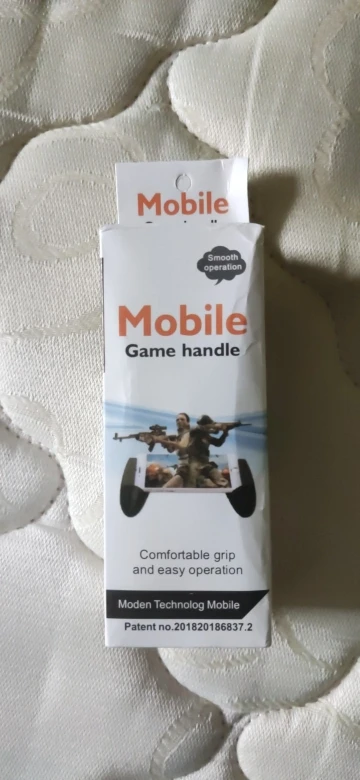 Mobile
Smooth
operation
Mobile
Game handle
Comfortable grip
and easy operation
Moden Technolog Mobile
Patent no.201820186837.2